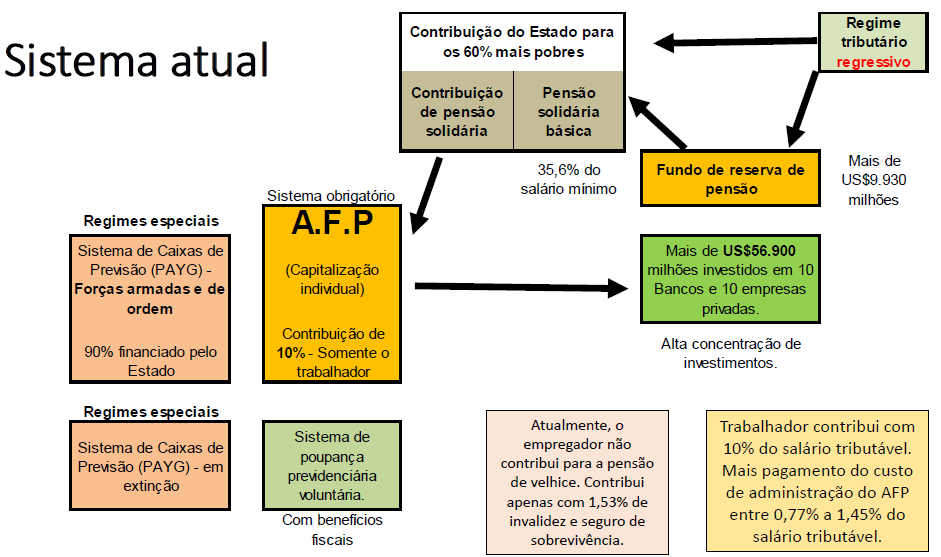 Sistema atual
Contribuição do Estado para
os 60% mais pobres
Contribuição
de pensão
solidária
Pensão
solidária
básica
Regime
tributário
regressivo
35,6% do
salário mínimo
Fundo de reserva de
pensão
Mais de
US$9.930
milhões
Regimes especiais
Sistema de Caixas de
Previsão (PAYG) -
Forças armadas e de
ordem
90% financiado pelo
Estado
Sistema obrigatório
A.F.P
(Capitalização
individual)
Contribuição de
10% - Somente o
trabalhador
Mais de US$56.900
milhões investidos em 10
Bancos e 10 empresas
privadas.
Alta concentração de
investimentos.
Regimes especiais
Sistema de Caixas de
Previsão (PAYG) - em
extinção
Sistema de
poupança
previdenciária
voluntária.
Com benefícios
fiscais
Atualmente, o
empregador não
contribui para a pensão
de velhice. Contribui
apenas com 1,53% de
invalidez e seguro de
sobrevivência.
Trabalhador contribui com
10% do salário tributável.
Mais pagamento do custo
de administração do AFP
entre 0,77% a 1,45% do
salário tributável.